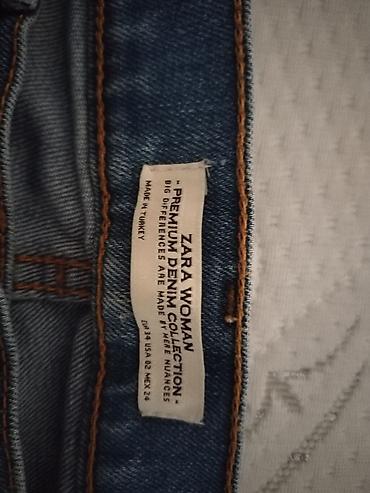 ZARA WOMAN
- PREMIUM DENIM COLLECTION -
BIG DIFFERENCES ARE MADE BY MERE NUANCES
MADE IN TURKEY
EUR 34 USA 02 MEX 24